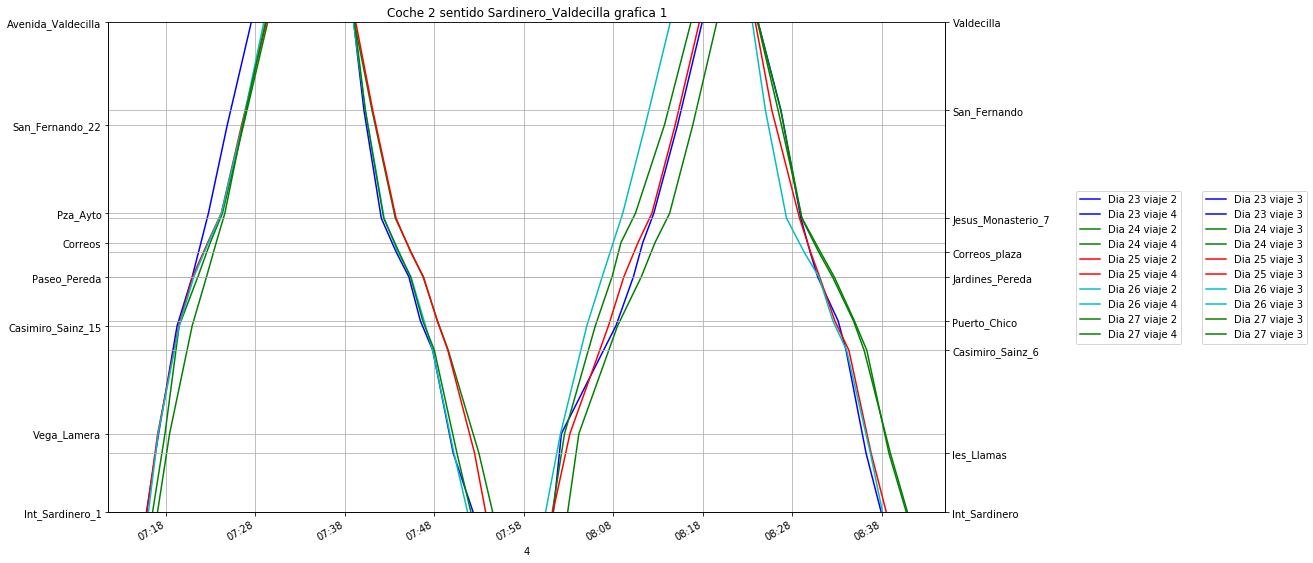 Coche 2 sentido Sardinero_Valdecilla grafica 1
Avenida_Valdecilla
San_Fernando_22
Pza_Ayto
Correos
Paseo_Pereda
Casimiro_Sainz_15
Vega_Lamera
Int_Sardinero_1
Valdecilla
San_Fernando
Jesus_Monasterio_7
Correos_plaza
Jardines_Pereda
Puerto_Chico
Casimiro_Sainz_6
Ies_Llamas
Int_Sardinero
07:18
07:28
07:38
07:48
07:58
08:08
08:18
08:28
08:38
4
Dia 23 viaje 2
Dia 23 viaje 4
Dia 24 viaje 2
Dia 24 viaje 4
Dia 25 viaje 2
Dia 25 viaje 4
Dia 26 viaje 2
Dia 26 viaje 4
Dia 27 viaje 2
Dia 27 viaje 4
Dia 23 viaje 3
Dia 23 viaje 3
Dia 24 viaje 3
Dia 24 viaje 3
Dia 25 viaje 3
Dia 25 viaje 3
Dia 26 viaje 3
Dia 26 viaje 3
Dia 27 viaje 3
Dia 27 viaje 3